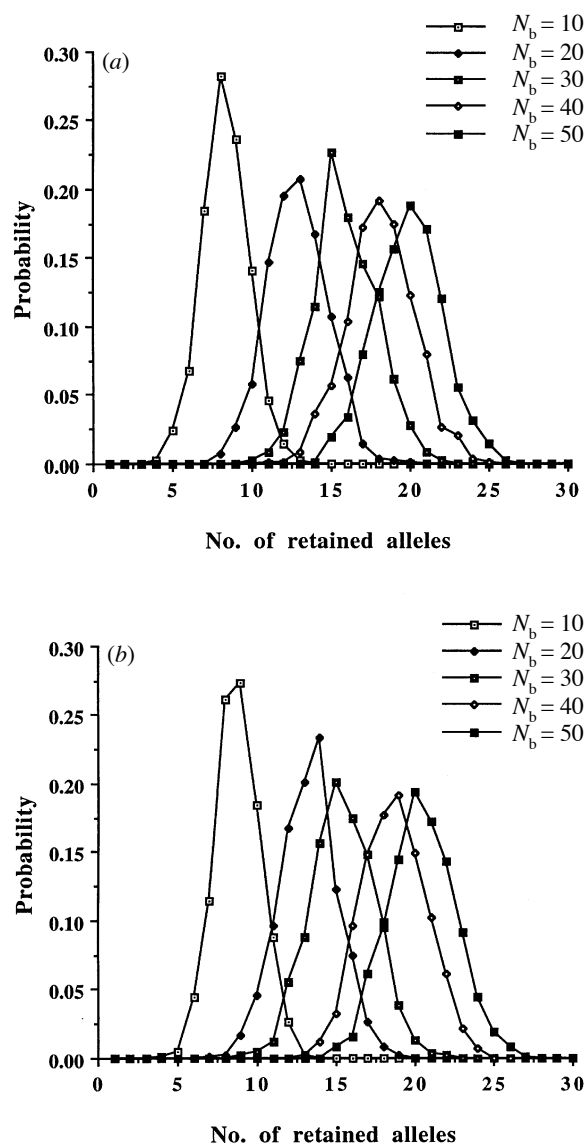 N_b = 10
N_b = 20
N_b = 30
N_b = 40
N_b = 50
(a)
0.30
0.25
0.20
0.15
0.10
0.05
0.00
Probability
0 5 10 15 20 25 30
No. of retained alleles
N_b = 10
N_b = 20
N_b = 30
N_b = 40
N_b = 50
(b)
0.30
0.25
0.20
0.15
0.10
0.05
0.00
Probability
0 5 10 15 20 25 30
No. of retained alleles